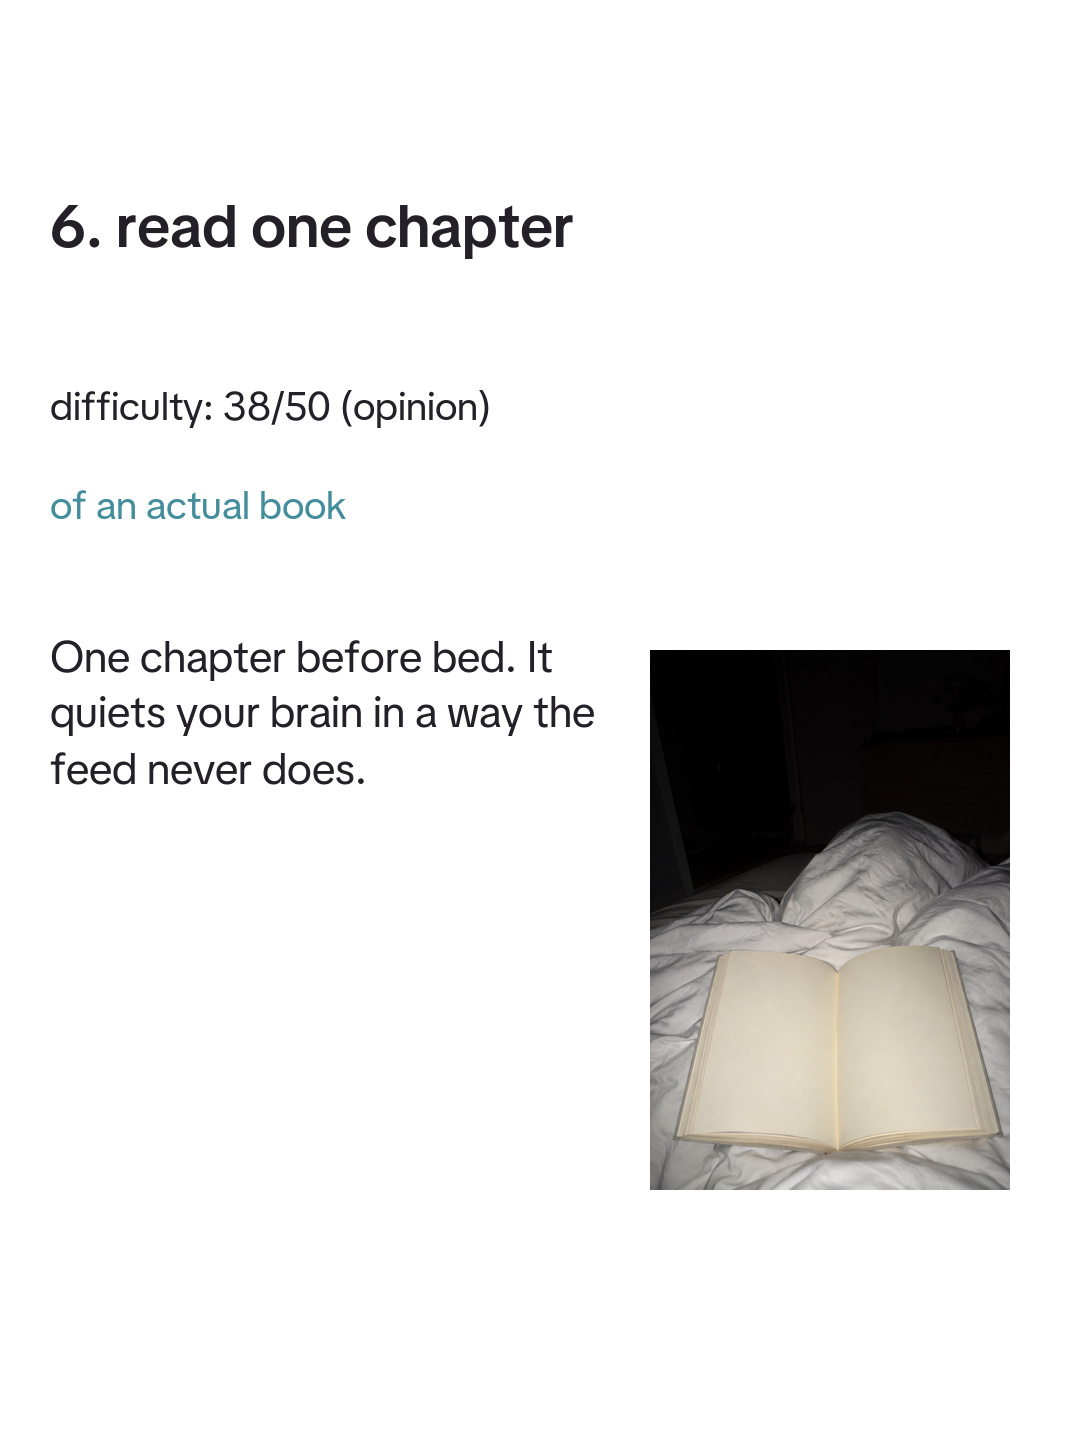 6. read one chapter
difficulty: 38/50 (opinion)
of an actual book
One chapter before bed. It
quiets your brain in a way the
feed never does.